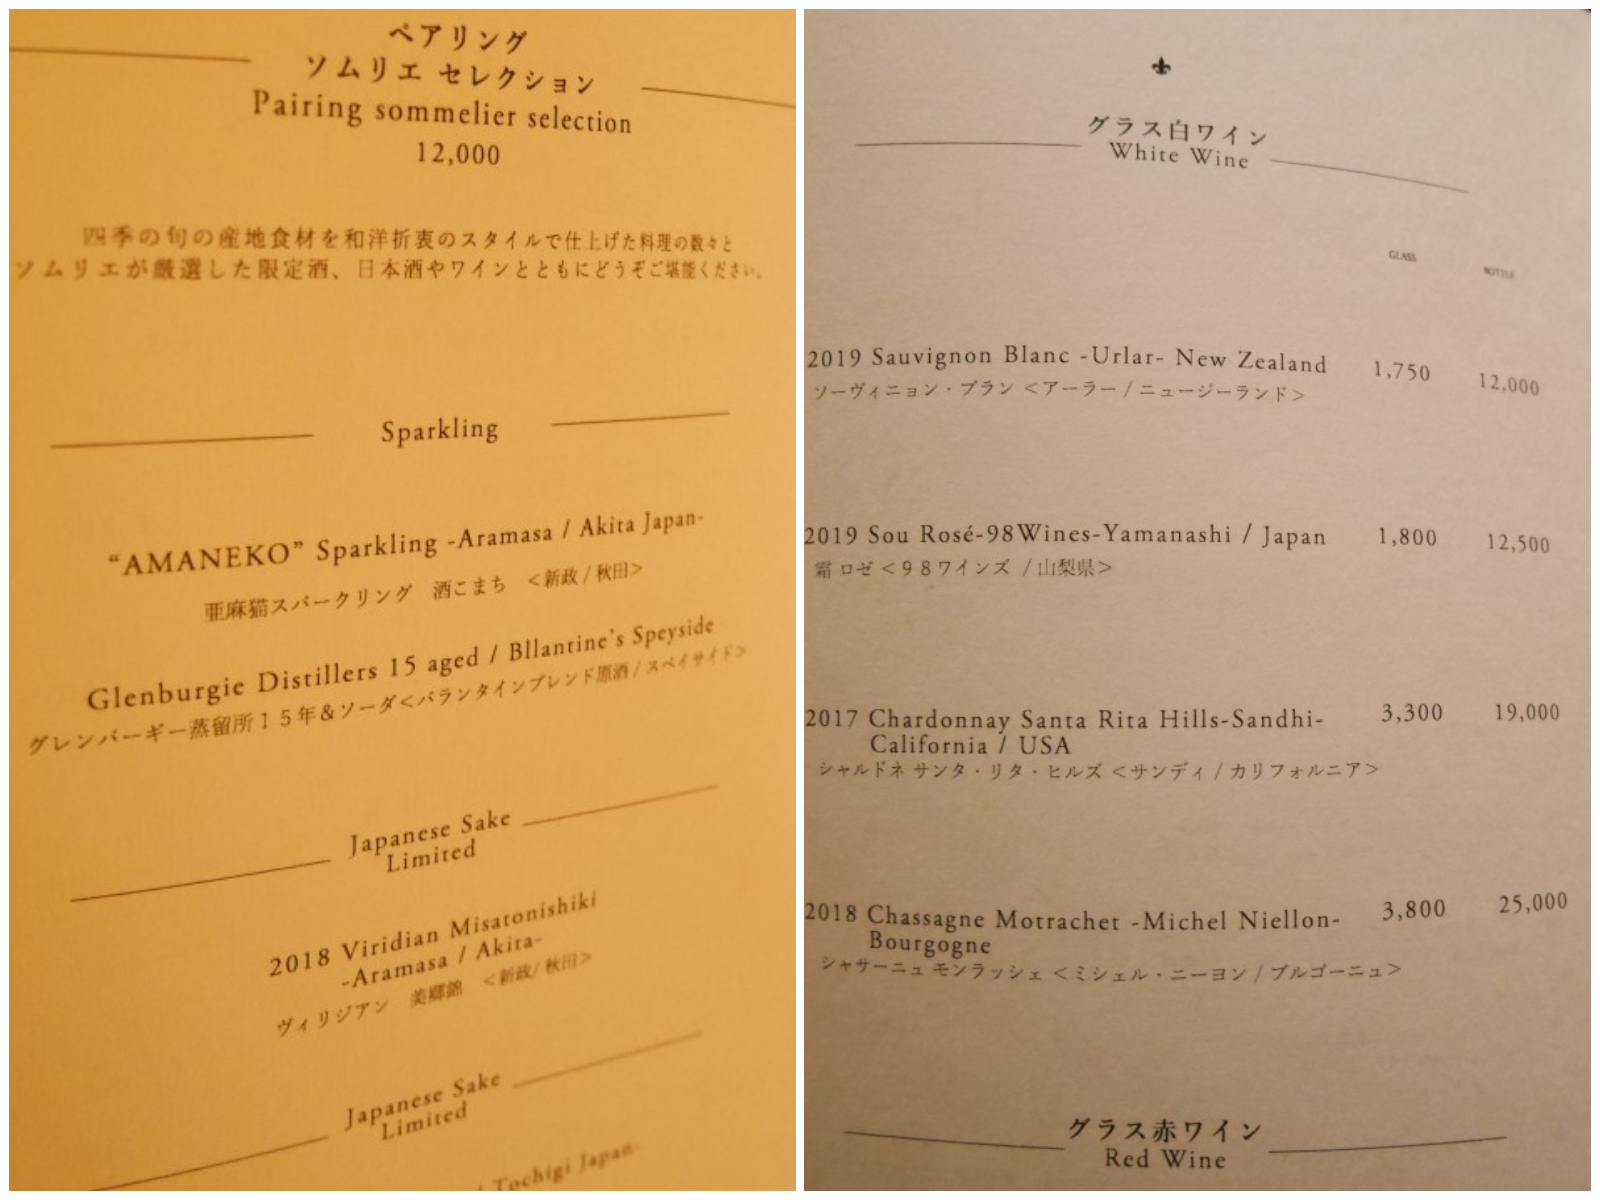 ペアリング
ソムリエ セレクション
Pairing sommelier selection
12,000
四季の旬の産地食材を和洋折衷のスタイルで仕上げた料理の数々と
ソムリエが厳選した限定酒、日本酒やワインとともにどうぞご堪能ください。
Sparkling
“AMANEKO” Sparkling -Aramasa / Akita Japan-
亜麻猫スパークリング 酒こまち ＜新政 / 秋田＞
Glenburgie Distillers 15 aged / Bllantine's Speyside
グレンバーギー蒸留所１５年＆ソーダ＜バランタインブレンド原酒 / スペイサイド＞
Japanese Sake
Limited
2018 Viridian Misatonishiki
-Aramasa / Akita-
ヴィリジアン 美郷錦 ＜新政/ 秋田＞
Japanese Sake
Limited
/ Tochigi Japan-
グラス白ワイン
White Wine
GLASS BOTTLE
2019 Sauvignon Blanc -Urlar- New Zealand 1,750 12,000
ソーヴィニョン・ブラン ＜アーラー / ニュージーランド＞
2019 Sou Rosé-98Wines-Yamanashi / Japan 1,800 12,500
霜 ロゼ ＜９８ワインズ / 山梨県＞
2017 Chardonnay Santa Rita Hills-Sandhi- 3,300 19,000
California / USA
シャルドネ サンタ・リタ・ヒルズ ＜サンディ / カリフォルニア＞
2018 Chassagne Motrachet -Michel Niellon- 3,800 25,000
Bourgogne
シャサーニュ モンラッシェ ＜ミシェル・ニーヨン / ブルゴーニュ＞
グラス赤ワイン
Red Wine